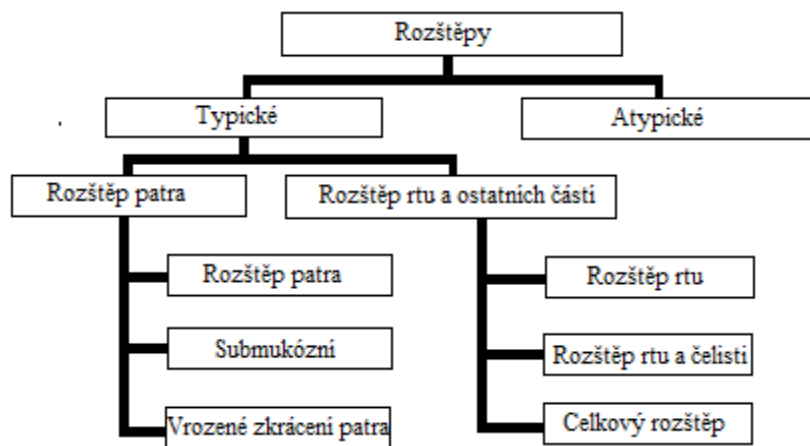 Rozštěpy
Typické
Atypické
Rozštěp patra
Rozštěp rtu a ostatních částí
Rozštěp patra
Rozštěp rtu
Submukózní
Rozštěp rtu a čelisti
Vrozené zkrácení patra
Celkový rozštěp